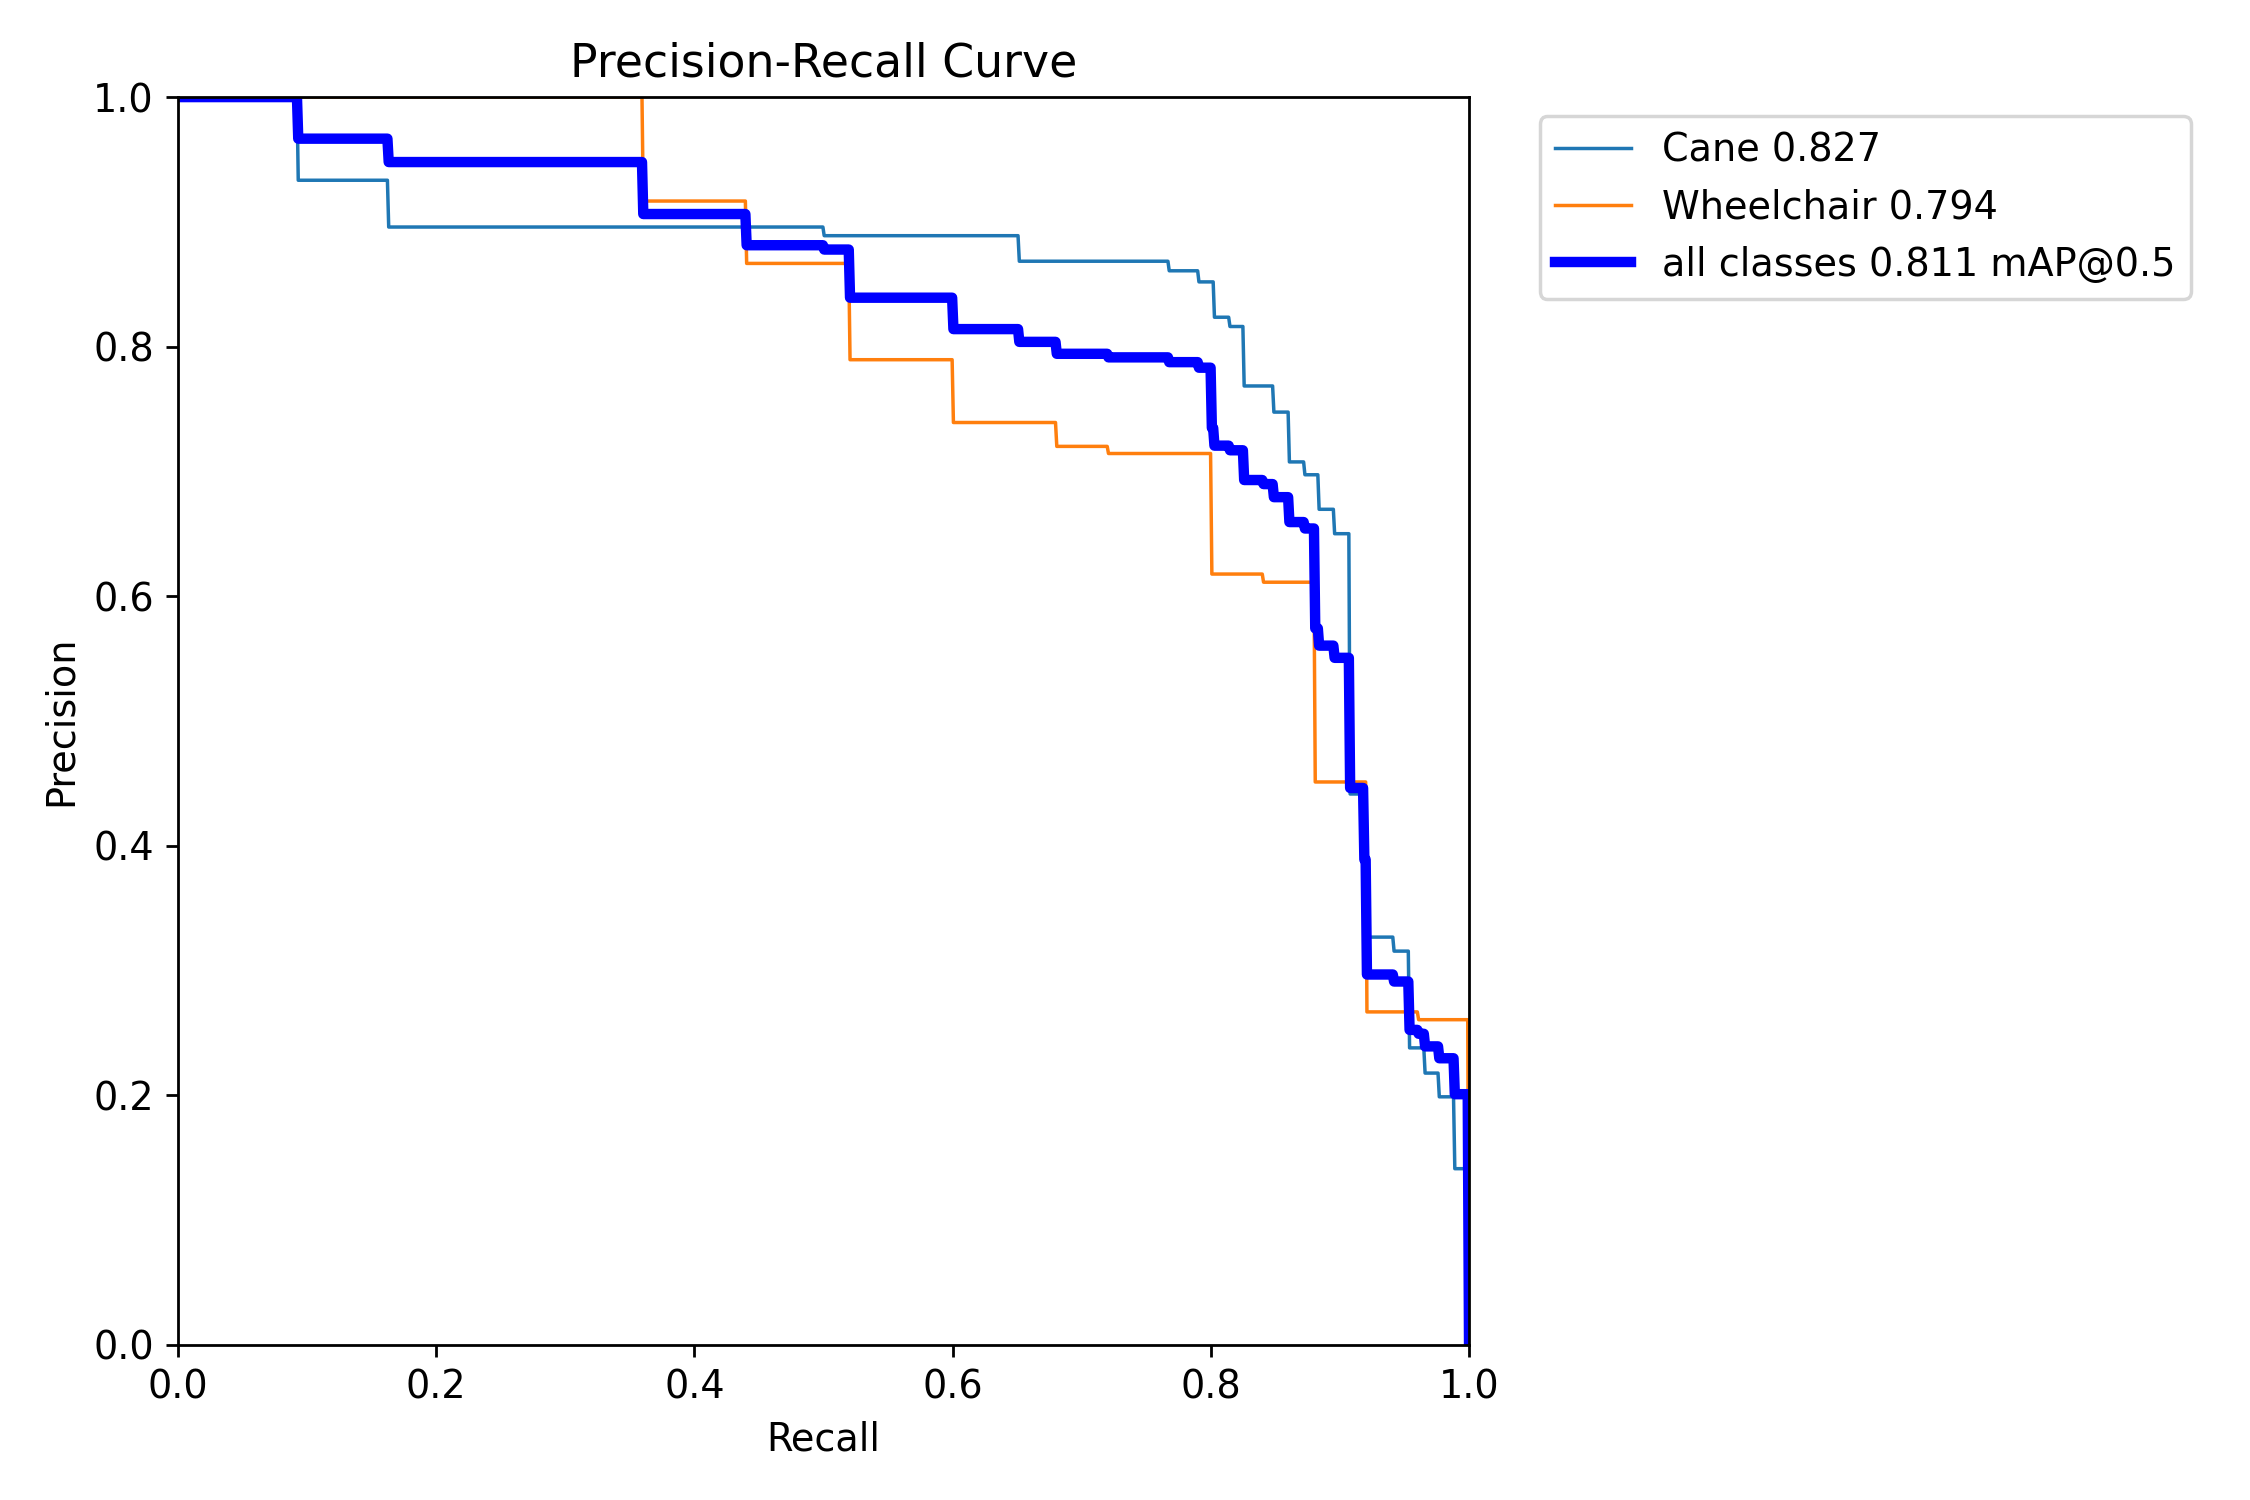 Precision-Recall Curve
1.0
0.8
0.6
0.4
0.2
0.0
Precision
0.0 0.2 0.4 0.6 0.8 1.0
Recall
Cane 0.827
Wheelchair 0.794
all classes 0.811 mAP@0.5